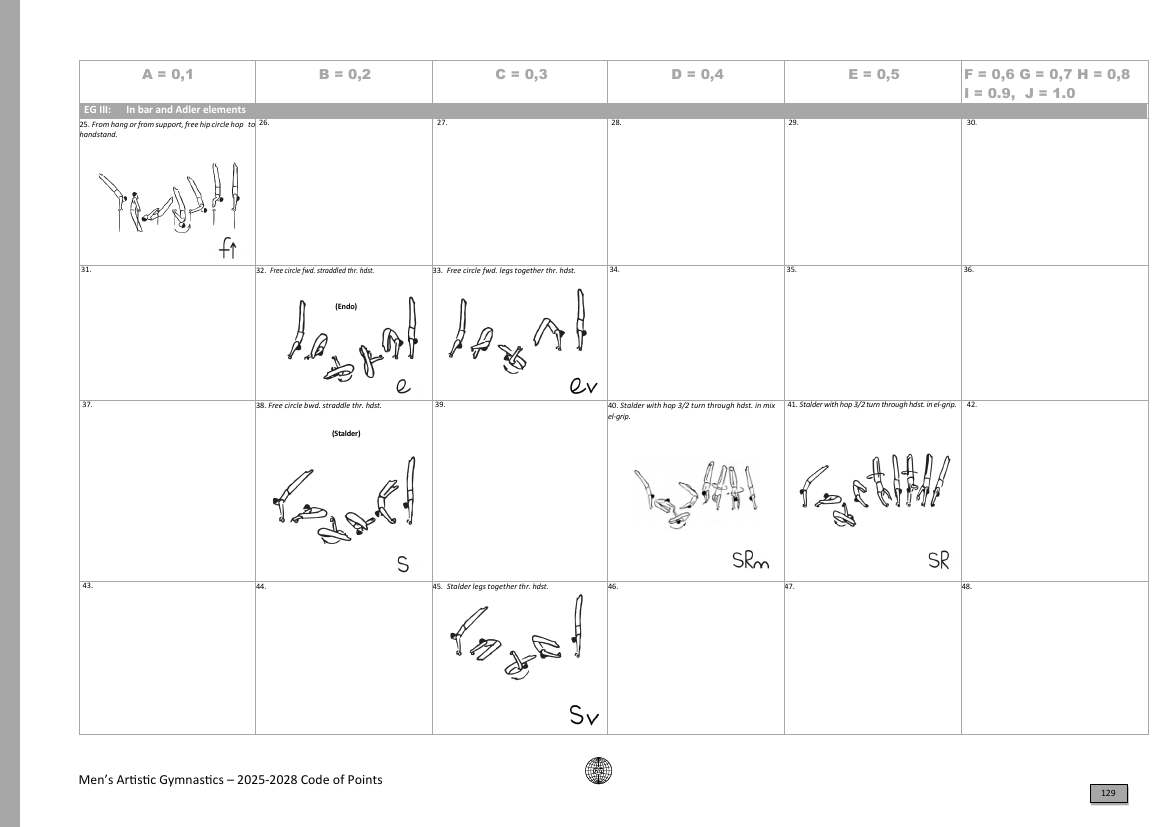 A = 0,1
B = 0,2
C = 0,3
D = 0,4
E = 0,5
F = 0,6 G = 0,7 H = 0,8
I = 0.9, J = 1.0
EG III: In bar and Adler elements
25. From hang or from support, free hip circle hop to
handstand.
f↑
26.
27.
28.
29.
30.
31.
32. Free circle fwd. straddled thr. hdst.
(Endo)
e
33. Free circle fwd. legs together thr. hdst.
ev
34.
35.
36.
37.
38. Free circle bwd. straddle thr. hdst.
(Stalder)
S
39.
40. Stalder with hop 3/2 turn through hdst. in mix
el-grip.
SRm
41. Stalder with hop 3/2 turn through hdst. in el-grip.
SR
42.
43.
44.
45. Stalder legs together thr. hdst.
Sv
46.
47.
48.
Men's Artistic Gymnastics – 2025-2028 Code of Points
129